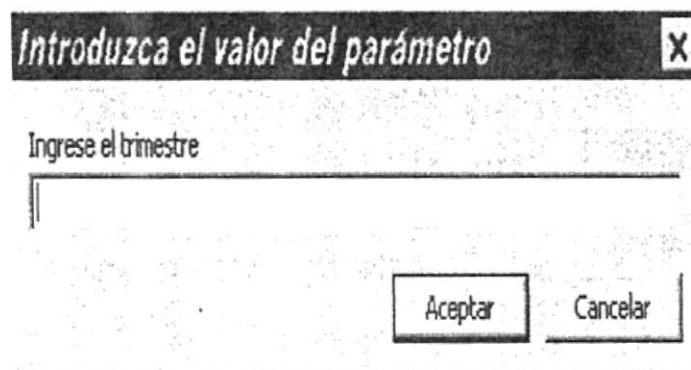 Introduzca el valor del parámetro
Ingrese el trimestre
Aceptar
Cancelar